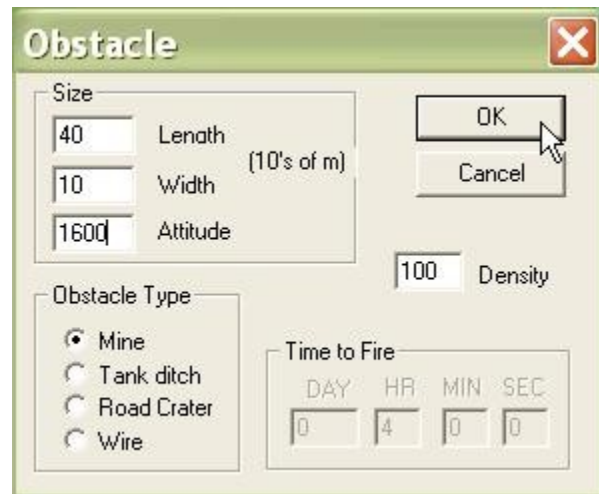 Obstacle
Size
40 Length
(10's of m)
10 Width
1600 Attitude
OK
Cancel
100 Density
Obstacle Type
Mine
Tank ditch
Road Crater
Wire
Time to Fire
DAY HR MIN SEC
0 4 0 0